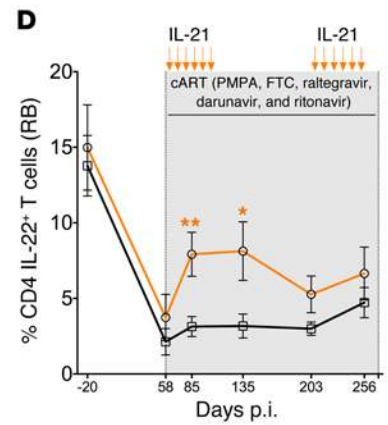 D
IL-21 IL-21
cART (PMPA, FTC, raltegravir,
darunavir, and ritonavir)
% CD4 IL-22⁺ T cells (RB)
20
15
10
5
0
** *
-20 58 85 135 203 256
Days p.i.